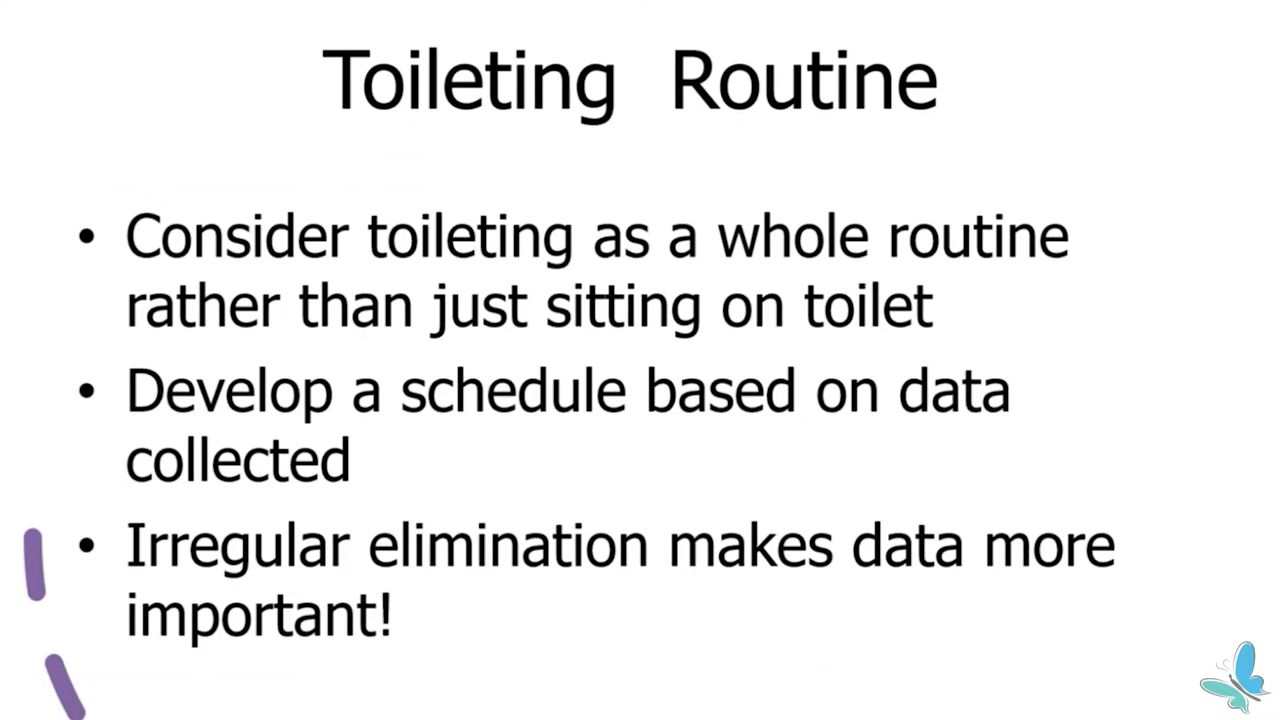 Toileting Routine
• Consider toileting as a whole routine
rather than just sitting on toilet
• Develop a schedule based on data
collected
• Irregular elimination makes data more
important!